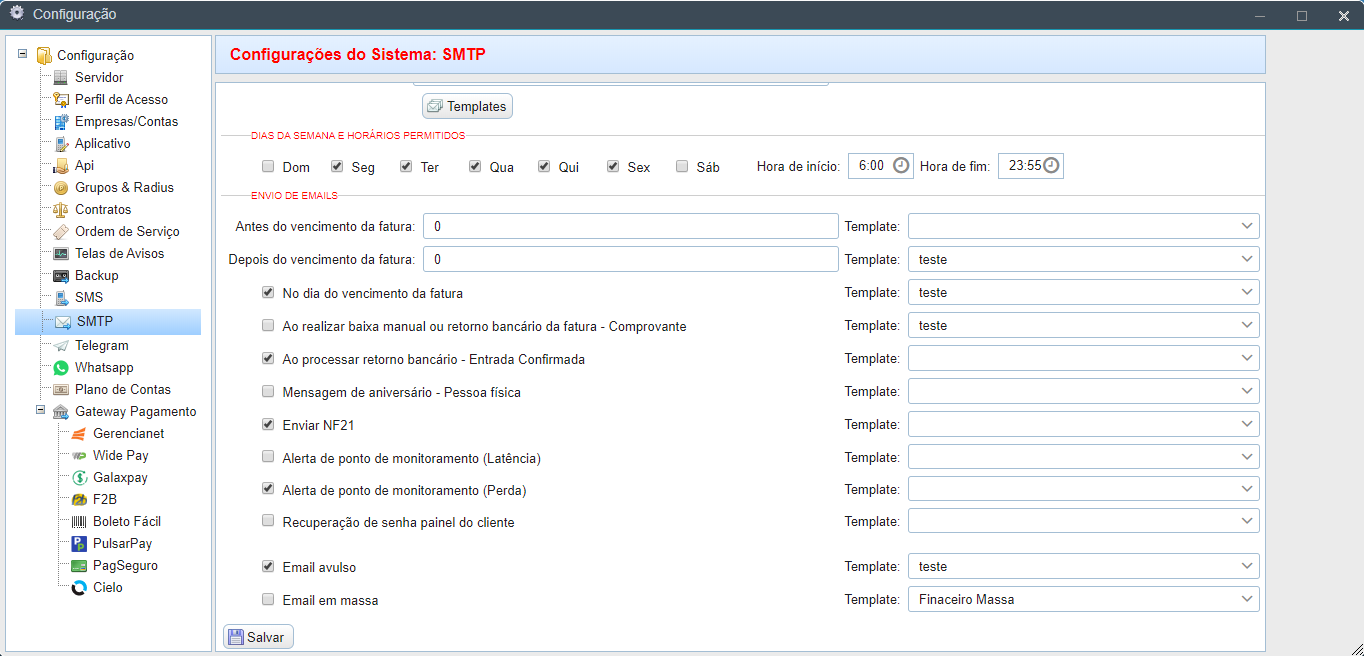 Configuração
Configuração
Servidor
Perfil de Acesso
Empresas/Contas
Aplicativo
Api
Grupos & Radius
Contratos
Ordem de Serviço
Telas de Avisos
Backup
SMS
SMTP
Telegram
Whatsapp
Plano de Contas
Gateway Pagamento
Gerencianet
Wide Pay
Galaxpay
F2B
Boleto Fácil
PulsarPay
PagSeguro
Cielo
Configurações do Sistema: SMTP
Templates
DIAS DA SEMANA E HORÁRIOS PERMITIDOS
Dom Seg Ter Qua Qui Sex Sáb Hora de início: 6:00 Hora de fim: 23:55
ENVIO DE EMAILS
Antes do vencimento da fatura: 0 Template:
Depois do vencimento da fatura: 0 Template: teste
No dia do vencimento da fatura Template: teste
Ao realizar baixa manual ou retorno bancário da fatura - Comprovante Template: teste
Ao processar retorno bancário - Entrada Confirmada Template:
Mensagem de aniversário - Pessoa física Template:
Enviar NF21 Template:
Alerta de ponto de monitoramento (Latência) Template:
Alerta de ponto de monitoramento (Perda) Template:
Recuperação de senha painel do cliente Template:
Email avulso Template: teste
Email em massa Template: Finaceiro Massa
Salvar